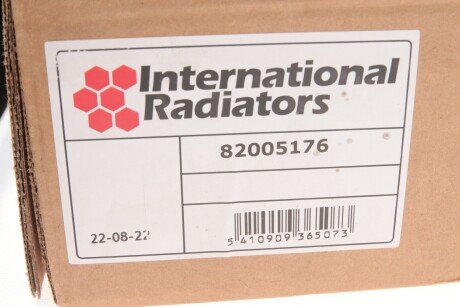 International
Radiators
82005176
22-08-22
5 410909 365073